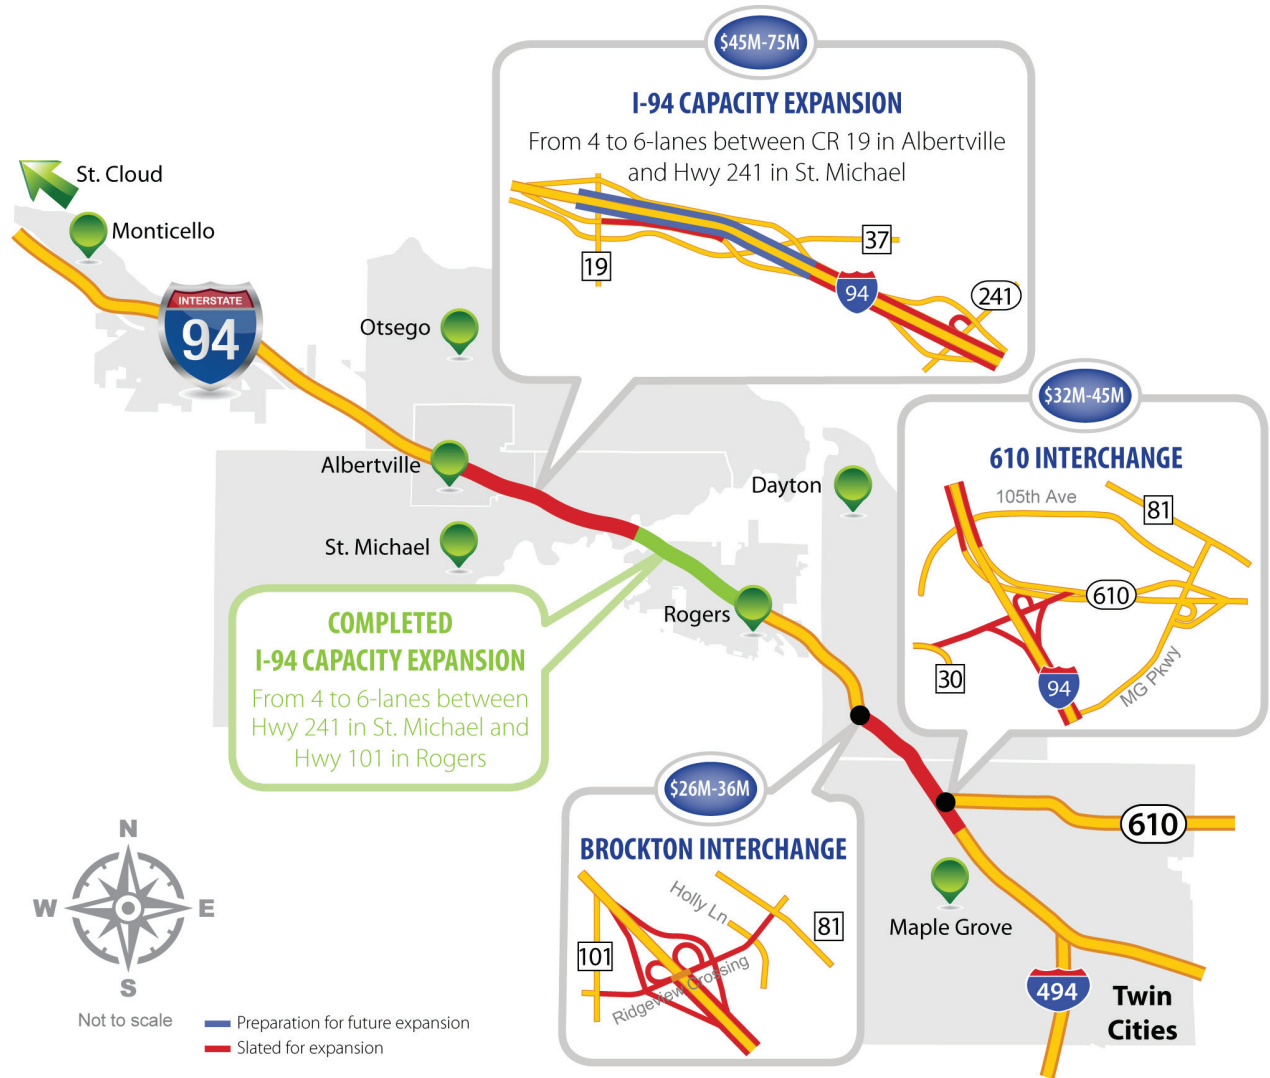 $45M-75M
I-94 CAPACITY EXPANSION
From 4 to 6-lanes between CR 19 in Albertville
and Hwy 241 in St. Michael
37
19
94
241
St. Cloud
Monticello
INTERSTATE
94
Otsego
Albertville
St. Michael
Dayton
Rogers
$32M-45M
610 INTERCHANGE
105th Ave
81
610
30
94
MG Pkwy
COMPLETED
I-94 CAPACITY EXPANSION
From 4 to 6-lanes between
Hwy 241 in St. Michael and
Hwy 101 in Rogers
$26M-36M
BROCKTON INTERCHANGE
Holly Ln
81
101
Ridgeview Crossing
610
Maple Grove
494
Twin
Cities
N
W
E
S
Not to scale
Preparation for future expansion
Slated for expansion